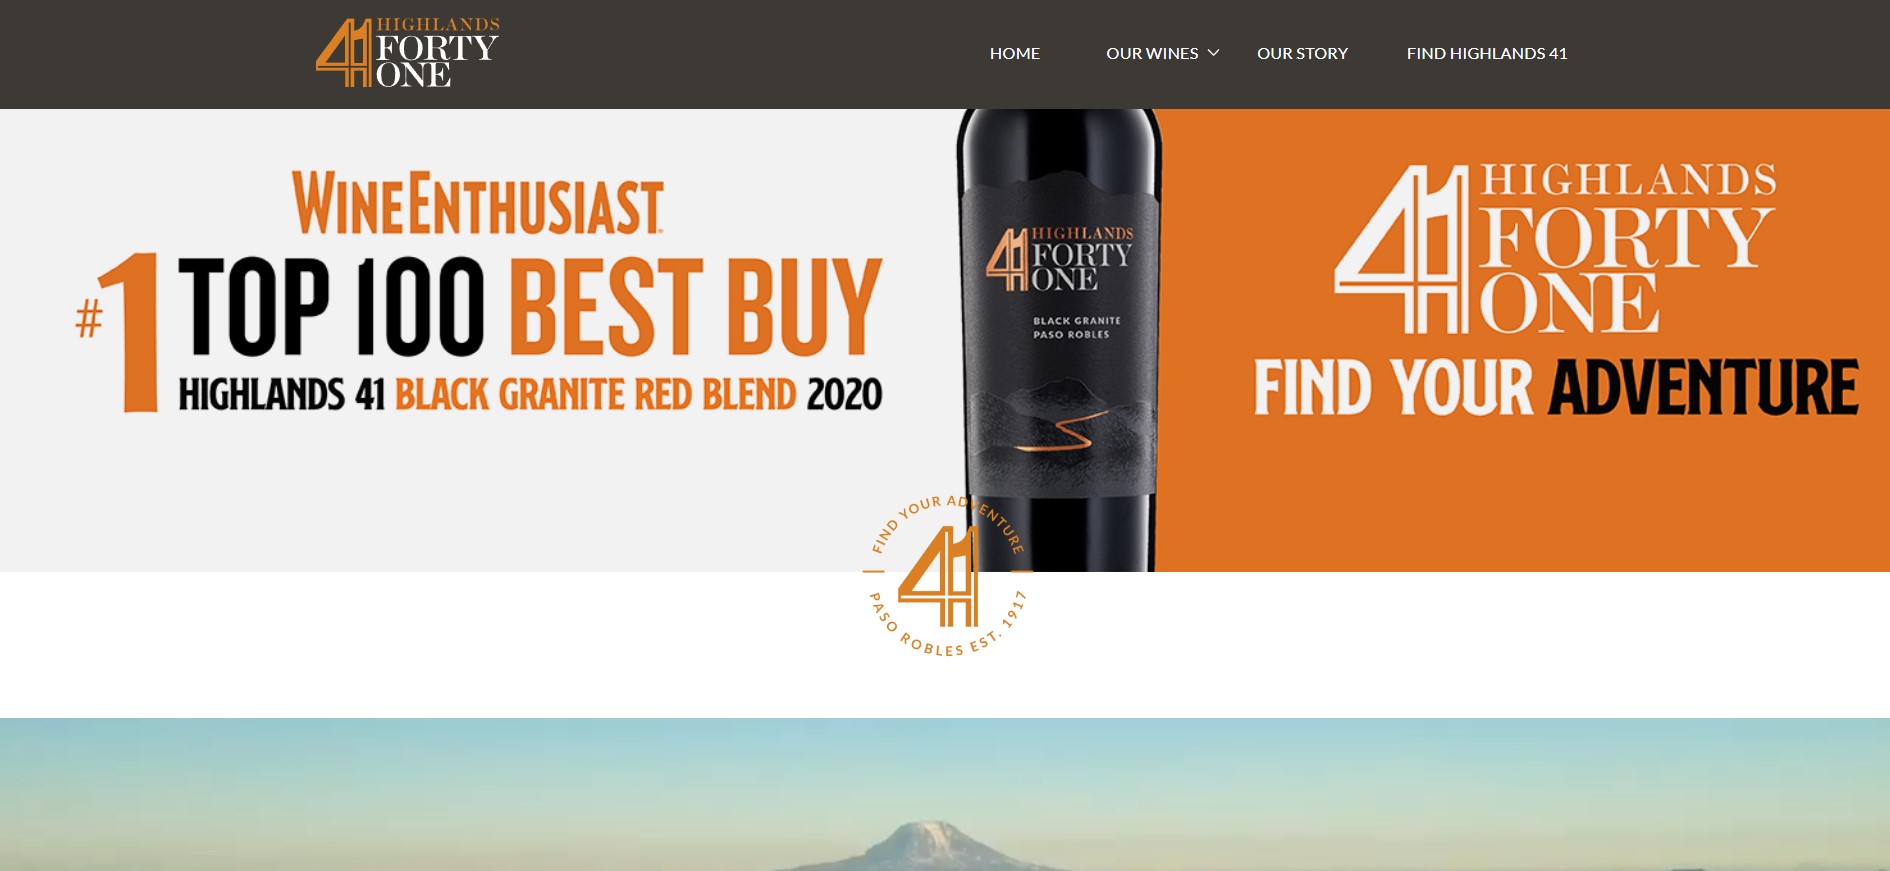 41 HIGHLANDS
FORTY
ONE
HOME OUR WINES OUR STORY FIND HIGHLANDS 41
WINE ENTHUSIAST
#1 TOP 100 BEST BUY
HIGHLANDS 41 BLACK GRANITE RED BLEND 2020
41 HIGHLANDS
FORTY
ONE
BLACK GRANITE
PASO ROBLES
41 HIGHLANDS
FORTY
ONE
FIND YOUR ADVENTURE
FIND YOUR ADVENTURE
41
PASO ROBLES EST. 1917